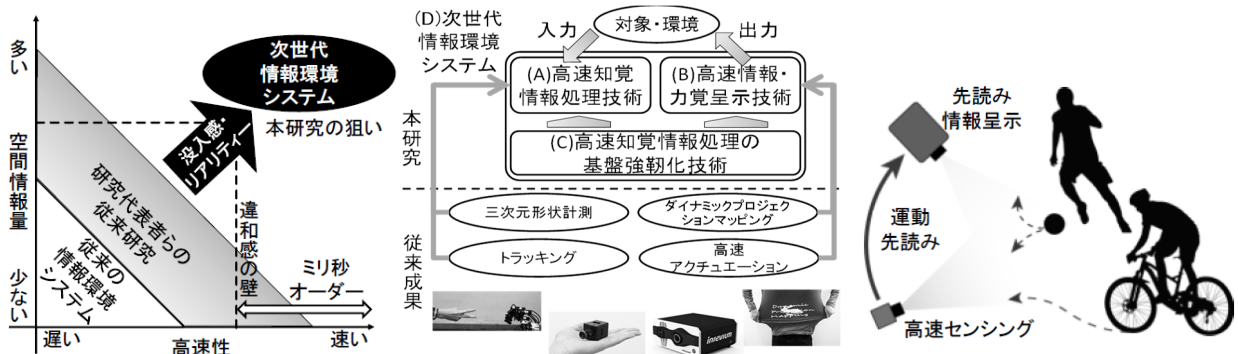 多い
空間情報量
少ない
遅い
高速性
速い
次世代
情報環境
システム
本研究の狙い
没入感・
リアリティー
研究代表者らの
従来研究
従来の
情報環境
システム
違和感の壁
ミリ秒
オーダー
(D)次世代
情報環境
システム
入力
対象・環境
出力
(A)高速知覚
情報処理技術
(B)高速情報・
力覚呈示技術
(C)高速知覚情報処理の
基盤強靭化技術
本研究
従来成果
三次元形状計測
ダイナミックプロジェク
ションマッピング
トラッキング
高速
アクチュエーション
inrevium
Dynamic
Projection
Mapping
先読み
情報呈示
運動
先読み
高速センシング